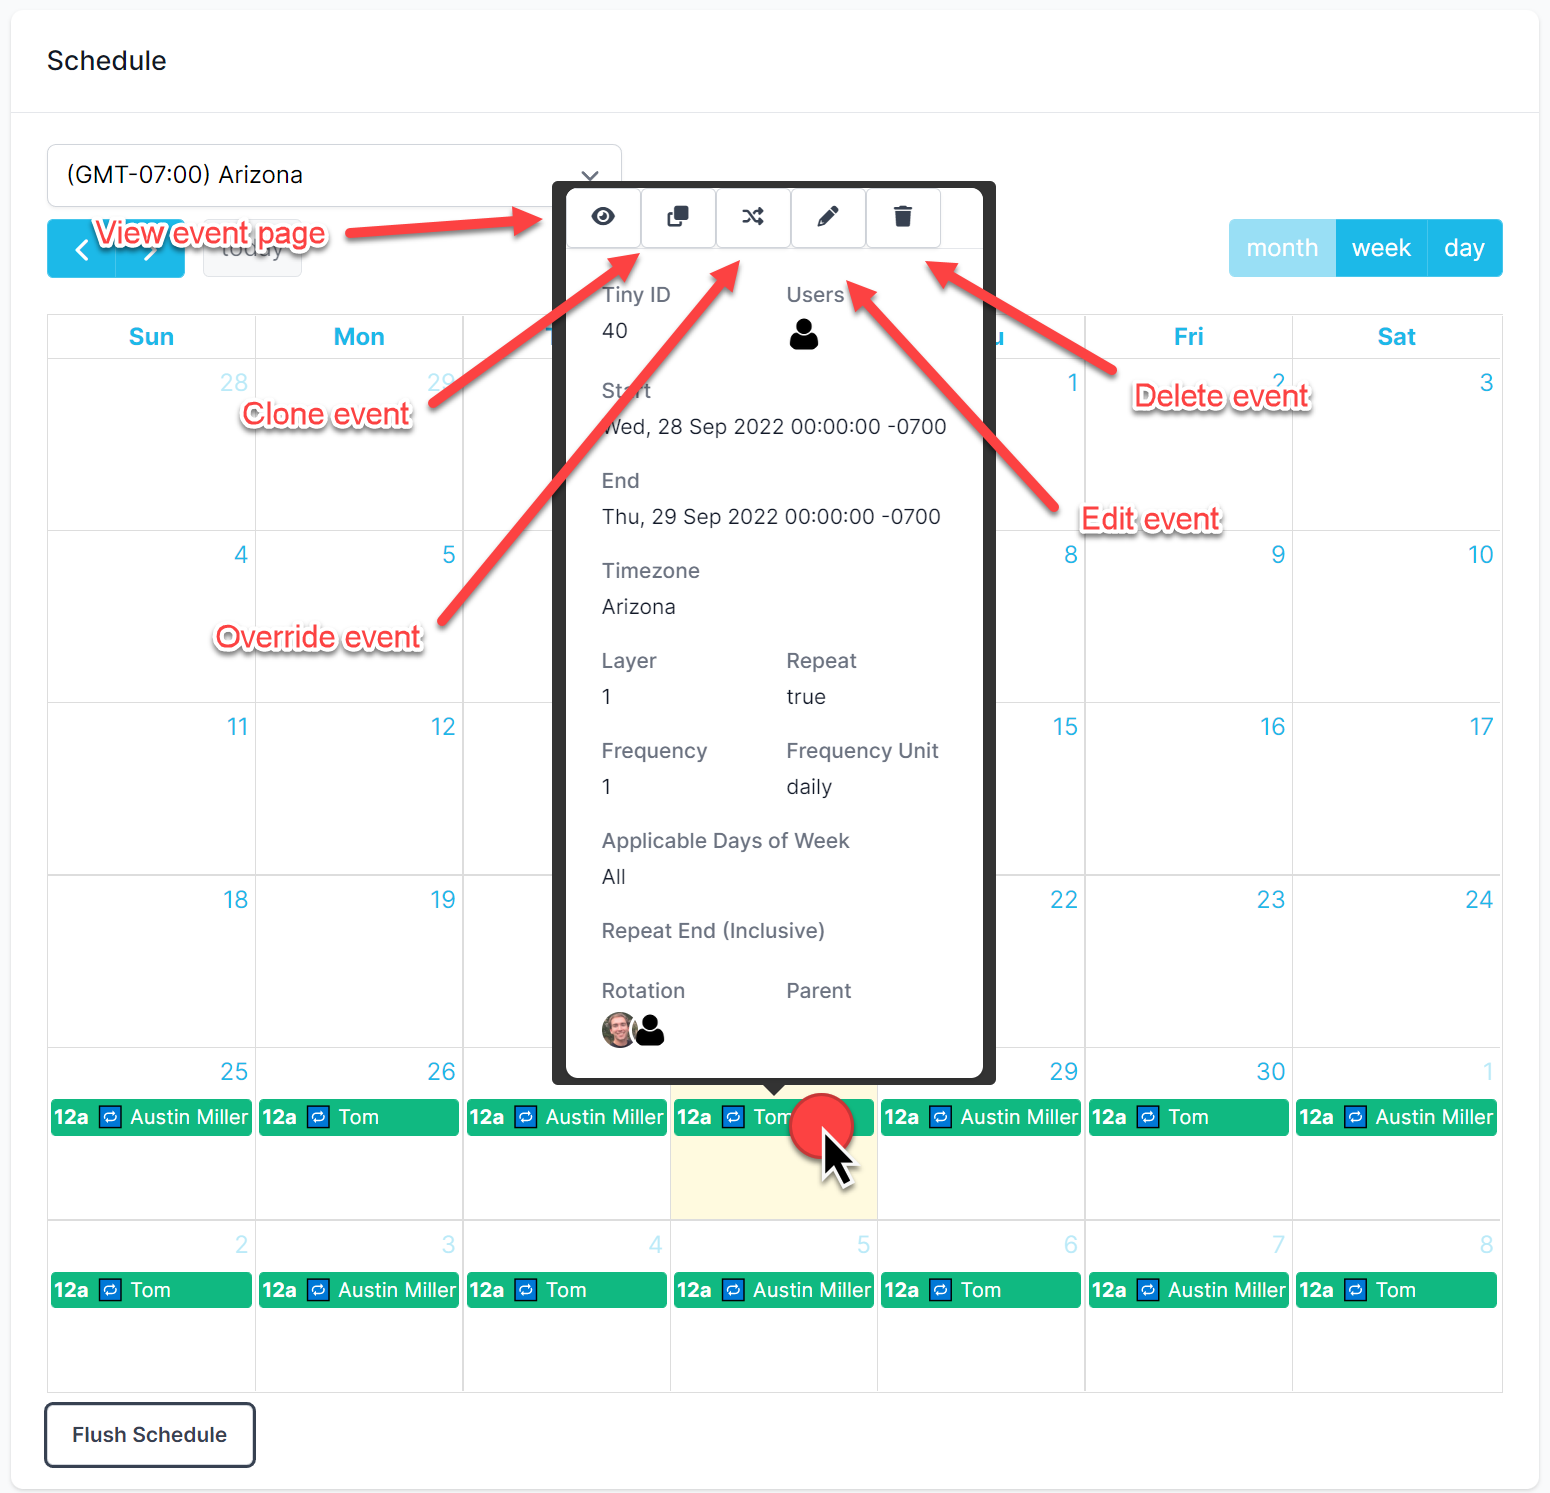 Schedule
(GMT-07:00) Arizona
View event page
today
month week day
Sun Mon Fri Sat
Tiny ID Users
40
28 29 1 2 3
Start
Clone event
Delete event
Wed, 28 Sep 2022 00:00:00 -0700
End
Thu, 29 Sep 2022 00:00:00 -0700
Edit event
4 5 8 9 10
Timezone
Arizona
Override event
Layer Repeat
1 true
11 12 15 16 17
Frequency Frequency Unit
1 daily
Applicable Days of Week
All
18 19 22 23 24
Repeat End (Inclusive)
Rotation Parent
25 26 29 30 1
12a Austin Miller 12a Tom 12a Austin Miller 12a Tom 12a Austin Miller 12a Tom 12a Austin Miller
2 3 4 5 6 7 8
12a Tom 12a Austin Miller 12a Tom 12a Austin Miller 12a Tom 12a Austin Miller 12a Tom
Flush Schedule